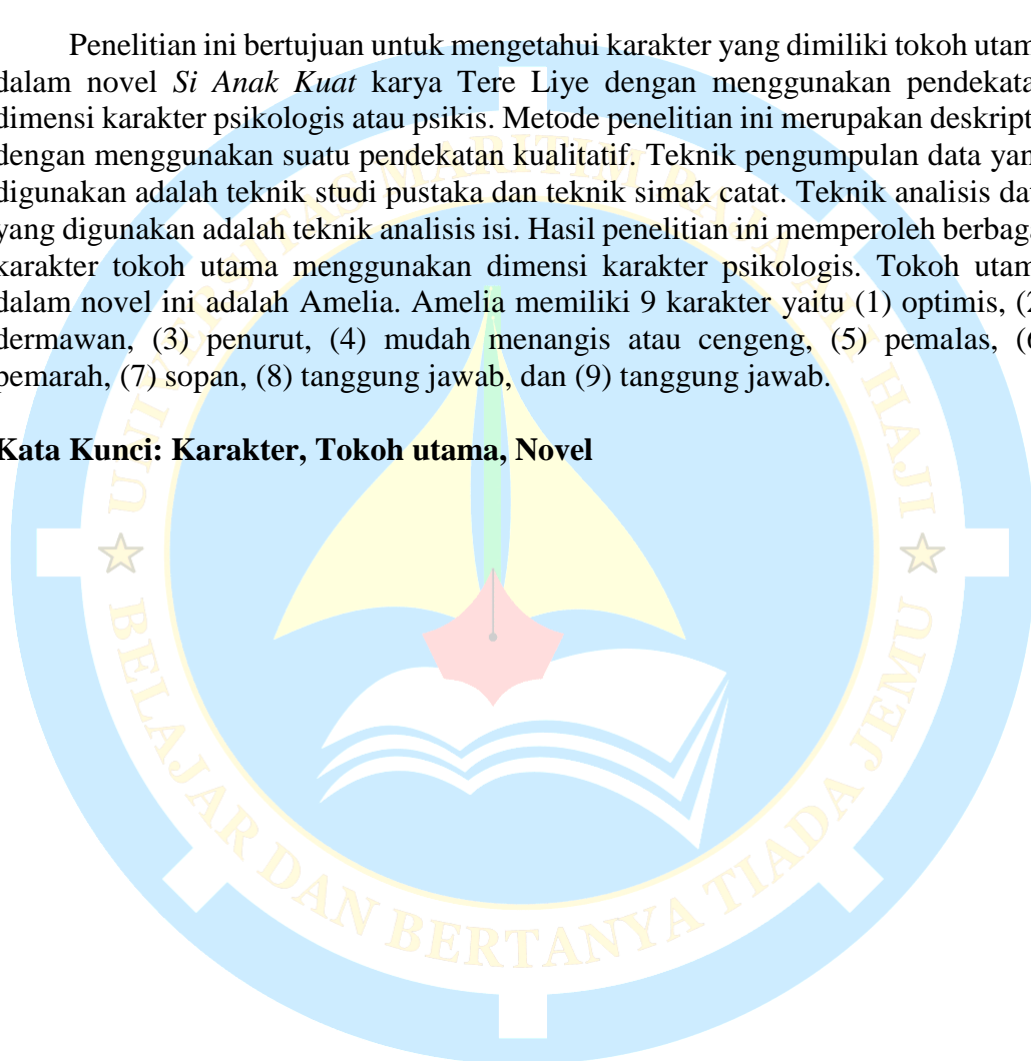 Penelitian ini bertujuan untuk mengetahui karakter yang dimiliki tokoh utam
dalam novel Si Anak Kuat karya Tere Liye dengan menggunakan pendekata
dimensi karakter psikologis atau psikis. Metode penelitian ini merupakan deskript
dengan menggunakan suatu pendekatan kualitatif. Teknik pengumpulan data yan
digunakan adalah teknik studi pustaka dan teknik simak catat. Teknik analisis dat
yang digunakan adalah teknik analisis isi. Hasil penelitian ini memperoleh berbaga
karakter tokoh utama menggunakan dimensi karakter psikologis. Tokoh utam
dalam novel ini adalah Amelia. Amelia memiliki 9 karakter yaitu (1) optimis, (2
dermawan, (3) penurut, (4) mudah menangis atau cengeng, (5) pemalas, (6
pemarah, (7) sopan, (8) tanggung jawab, dan (9) tanggung jawab.
Kata Kunci: Karakter, Tokoh utama, Novel
UNIVERSITAS MARITIM RAJA ALI HAJI
BELAJAR DAN BERTANYA TIADA JEMU